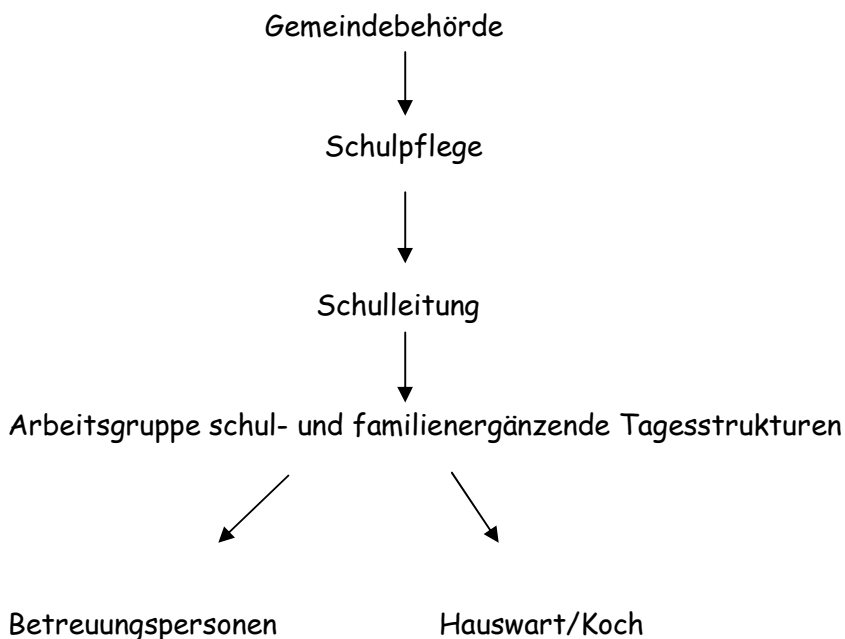 Gemeindebehörde
Schulpflege
Schulleitung
Arbeitsgruppe schul- und familienergänzende Tagesstrukturen
Betreuungspersonen
Hauswart/Koch